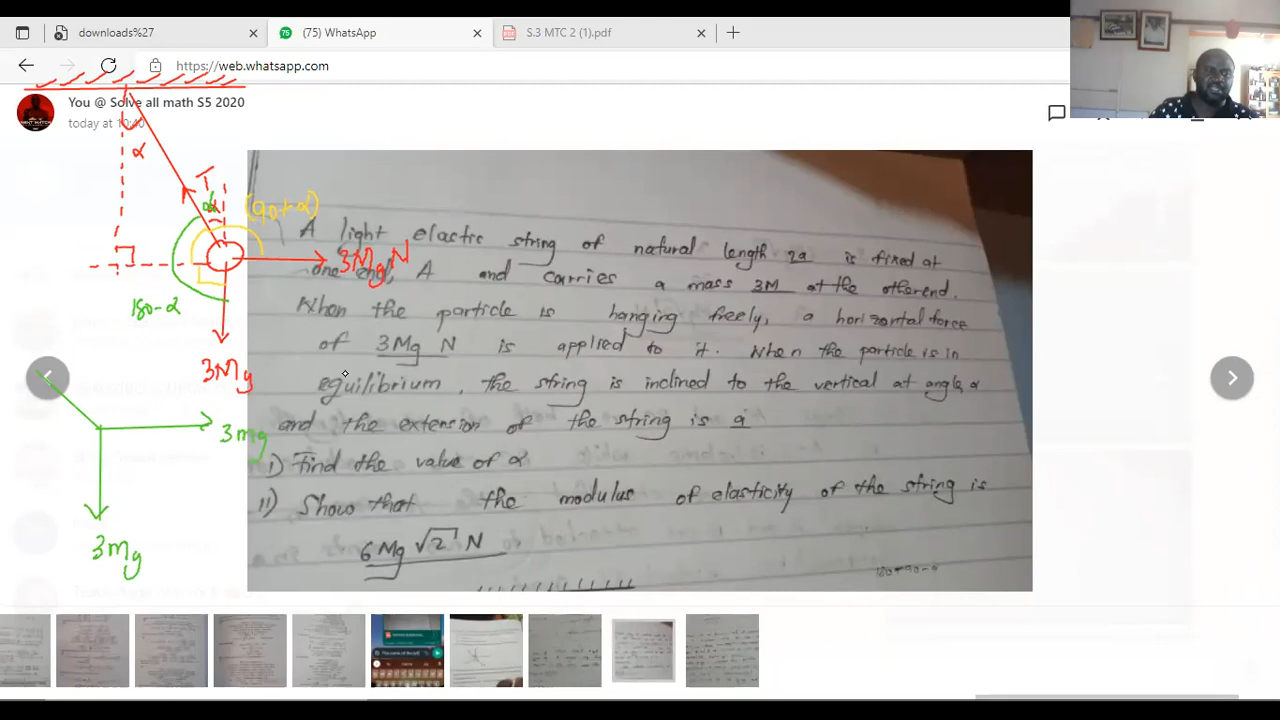 downloads%27
(75) WhatsApp
S.3 MTC 2 (1).pdf
https://web.whatsapp.com
You @ Solve all math S5 2020
today at
α
T
α
(90+α)
3Mg N
180-α
3Mg
3mg
3Mg
A light elastic string of natural length 2a is fixed at
one end, A and carries a mass 3M at the other end.
When the particle is hanging freely, a horizontal force
of 3Mg N is applied to it. When the particle is in
equilibrium, the string is inclined to the vertical at angle α
and the extension of the string is a
i) Find the value of α
ii) Show that the modulus of elasticity of the string is
6Mg √2 N